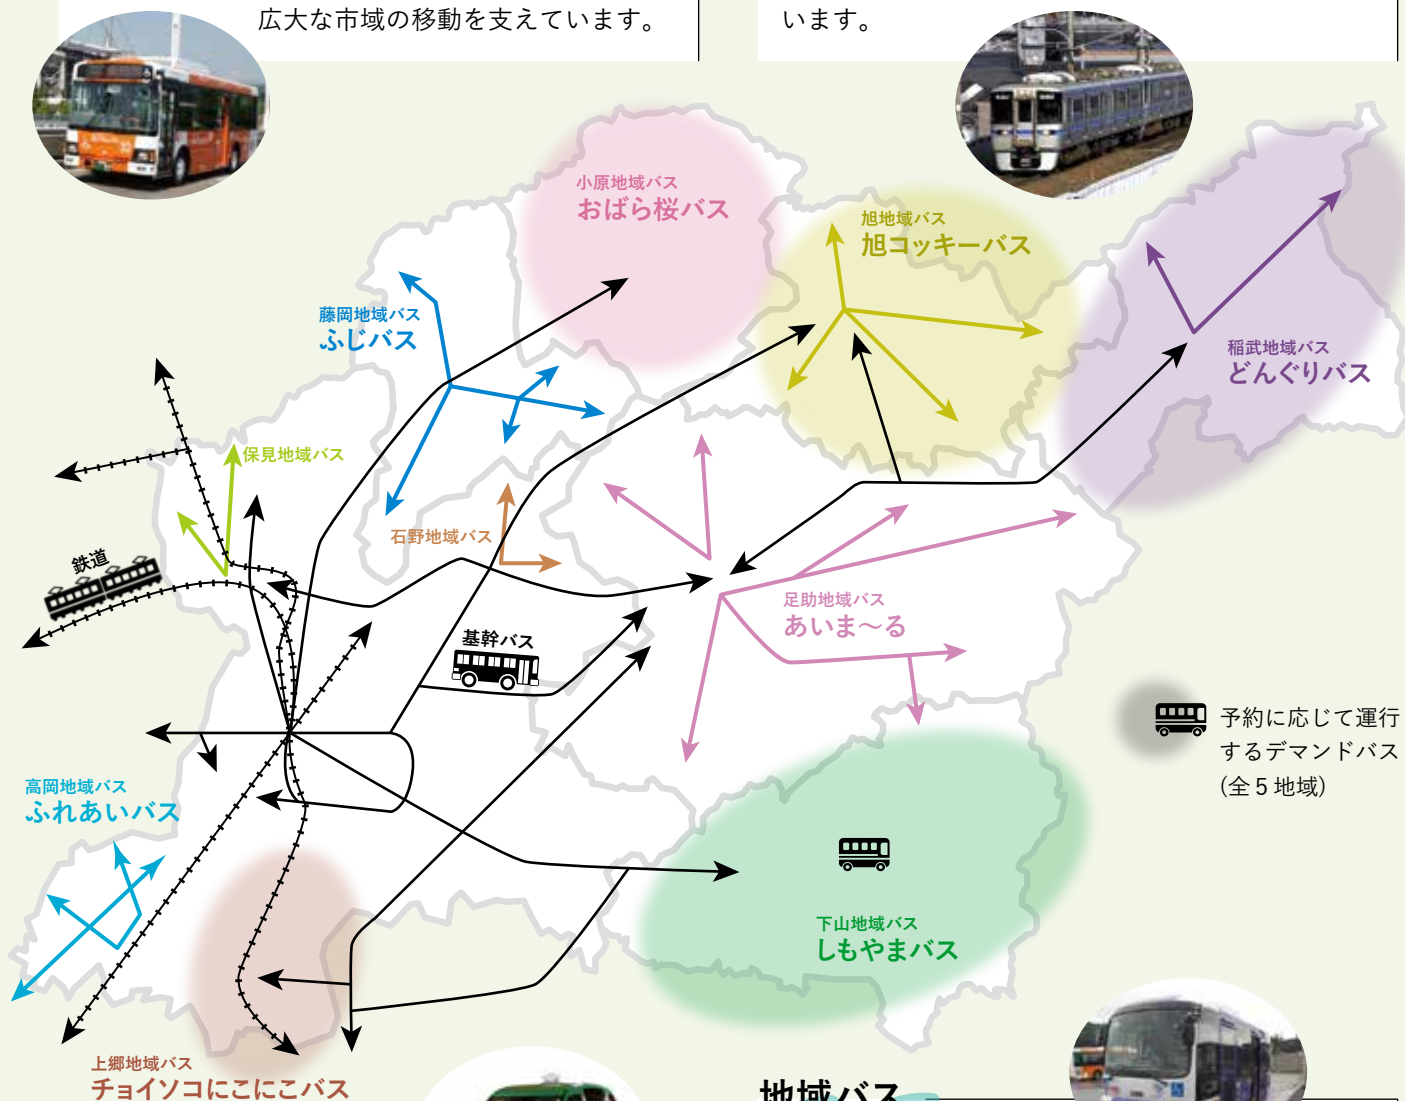 広大な市域の移動を支えています。
います。
小原地域バス
おばら桜バス
旭地域バス
旭コッキーバス
藤岡地域バス
ふじバス
稲武地域バス
どんぐりバス
保見地域バス
石野地域バス
鉄道
足助地域バス
あいま～る
基幹バス
予約に応じて運行
するデマンドバス
(全5地域)
高岡地域バス
ふれあいバス
下山地域バス
しもやまバス
上郷地域バス
チョイソコにこにこバス
地域バス